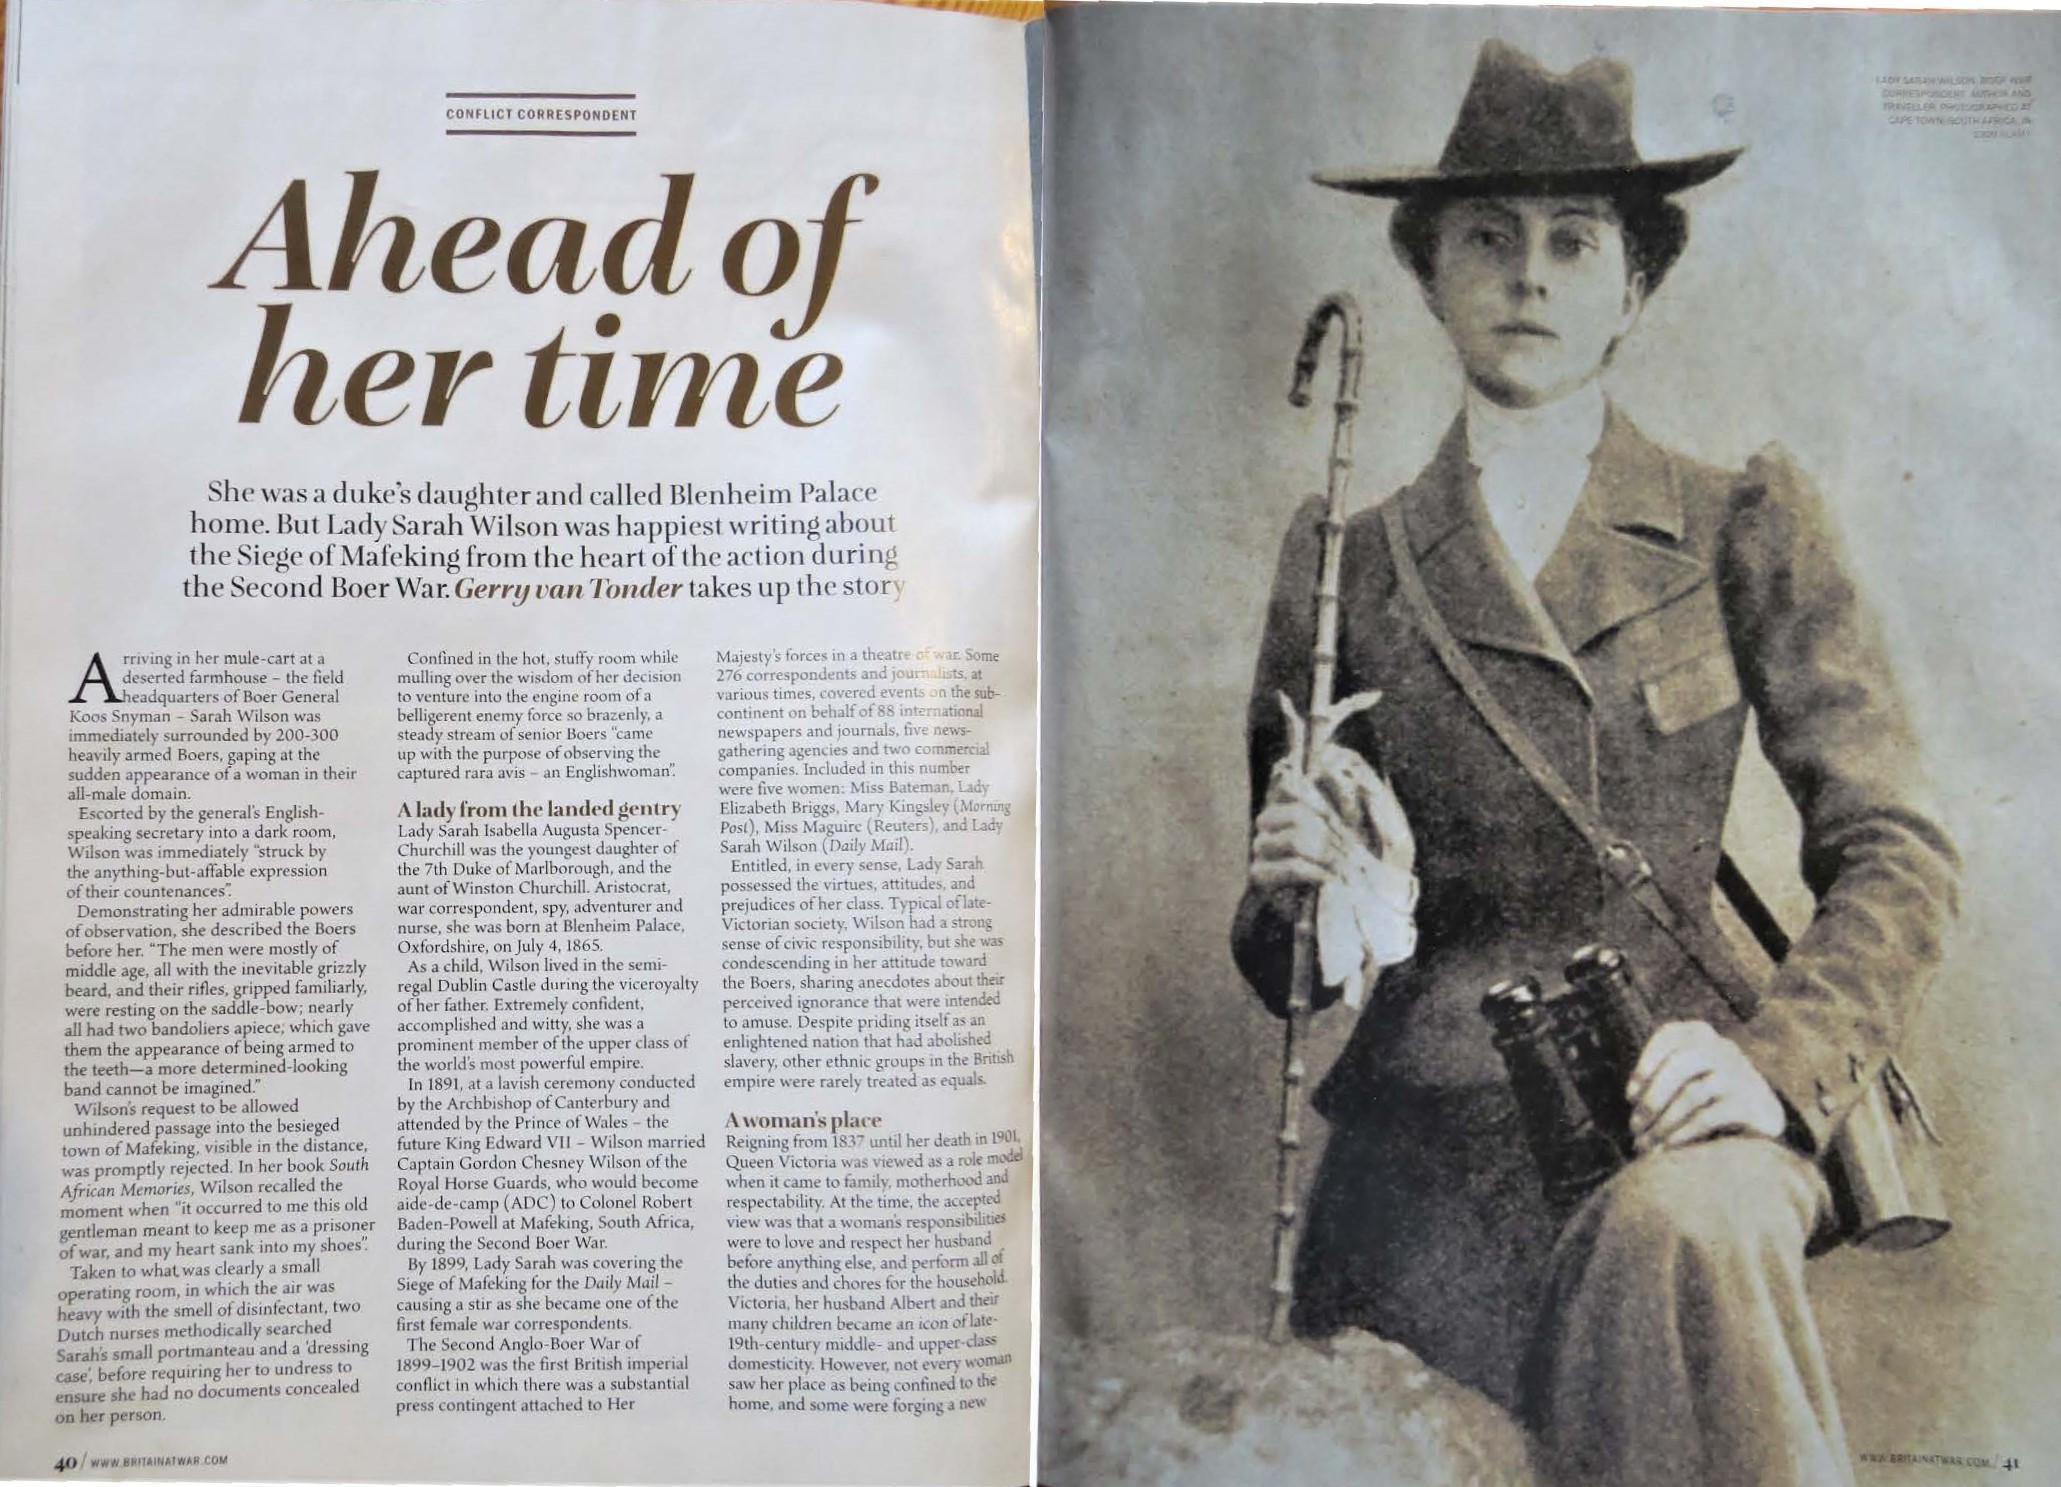 CONFLICT CORRESPONDENT
Ahead of
her time
She was a duke's daughter and called Blenheim Palace
home. But Lady Sarah Wilson was happiest writing about
the Siege of Mafeking from the heart of the action during
the Second Boer War. Gerry van Tonder takes up the story
Arriving in her mule-cart at a
deserted farmhouse – the field
headquarters of Boer General
Koos Snyman – Sarah Wilson was
immediately surrounded by 200-300
heavily armed Boers, gaping at the
sudden appearance of a woman in their
all-male domain.
Escorted by the general's English-
speaking secretary into a dark room,
Wilson was immediately "struck by
the anything-but-affable expression
of their countenances".
Demonstrating her admirable powers
of observation, she described the Boers
before her. "The men were mostly of
middle age, all with the inevitable grizzly
beard, and their rifles, gripped familiarly,
were resting on the saddle-bow; nearly
all had two bandoliers apiece, which gave
them the appearance of being armed to
the teeth—a more determined-looking
band cannot be imagined."
Wilson's request to be allowed
unhindered passage into the besieged
town of Mafeking, visible in the distance,
was promptly rejected. In her book South
African Memories, Wilson recalled the
moment when "it occurred to me this old
gentleman meant to keep me as a prisoner
of war, and my heart sank into my shoes".
Taken to what was clearly a small
operating room, in which the air was
heavy with the smell of disinfectant, two
Dutch nurses methodically searched
Sarah's small portmanteau and a 'dressing
case', before requiring her to undress to
ensure she had no documents concealed
on her person.
Confined in the hot, stuffy room while
mulling over the wisdom of her decision
to venture into the engine room of a
belligerent enemy force so brazenly, a
steady stream of senior Boers "came
up with the purpose of observing the
captured rara avis – an Englishwoman".
A lady from the landed gentry
Lady Sarah Isabella Augusta Spencer-
Churchill was the youngest daughter of
the 7th Duke of Marlborough, and the
aunt of Winston Churchill. Aristocrat,
war correspondent, spy, adventurer and
nurse, she was born at Blenheim Palace,
Oxfordshire, on July 4, 1865.
As a child, Wilson lived in the semi-
regal Dublin Castle during the viceroyalty
of her father. Extremely confident,
accomplished and witty, she was a
prominent member of the upper class of
the world's most powerful empire.
In 1891, at a lavish ceremony conducted
by the Archbishop of Canterbury and
attended by the Prince of Wales – the
future King Edward VII – Wilson married
Captain Gordon Chesney Wilson of the
Royal Horse Guards, who would become
aide-de-camp (ADC) to Colonel Robert
Baden-Powell at Mafeking, South Africa,
during the Second Boer War.
By 1899, Lady Sarah was covering the
Siege of Mafeking for the Daily Mail –
causing a stir as she became one of the
first female war correspondents.
The Second Anglo-Boer War of
1899–1902 was the first British imperial
conflict in which there was a substantial
press contingent attached to Her
Majesty's forces in a theatre of war. Some
276 correspondents and journalists, at
various times, covered events on the sub-
continent on behalf of 88 international
newspapers and journals, five news-
gathering agencies and two commercial
companies. Included in this number
were five women: Miss Bateman, Lady
Elizabeth Briggs, Mary Kingsley (Morning
Post), Miss Maguire (Reuters), and Lady
Sarah Wilson (Daily Mail).
Entitled, in every sense, Lady Sarah
possessed the virtues, attitudes, and
prejudices of her class. Typical of late-
Victorian society, Wilson had a strong
sense of civic responsibility, but she was
condescending in her attitude toward
the Boers, sharing anecdotes about their
perceived ignorance that were intended
to amuse. Despite priding itself as an
enlightened nation that had abolished
slavery, other ethnic groups in the British
empire were rarely treated as equals.
A woman's place
Reigning from 1837 until her death in 1901,
Queen Victoria was viewed as a role model
when it came to family, motherhood and
respectability. At the time, the accepted
view was that a woman's responsibilities
were to love and respect her husband
before anything else, and perform all of
the duties and chores for the household.
Victoria, her husband Albert and their
many children became an icon of late-
19th-century middle- and upper-class
domesticity. However, not every woman
saw her place as being confined to the
home, and some were forging a new
40 / WWW.BRITAINATWAR.COM
LADY SARAH WILSON, BOER WAR
CORRESPONDENT, AUTHOR AND
TRAVELLER, PHOTOGRAPHED AT
CAPE TOWN, SOUTH AFRICA, IN
WWW.BRITAINATWAR.COM / 41